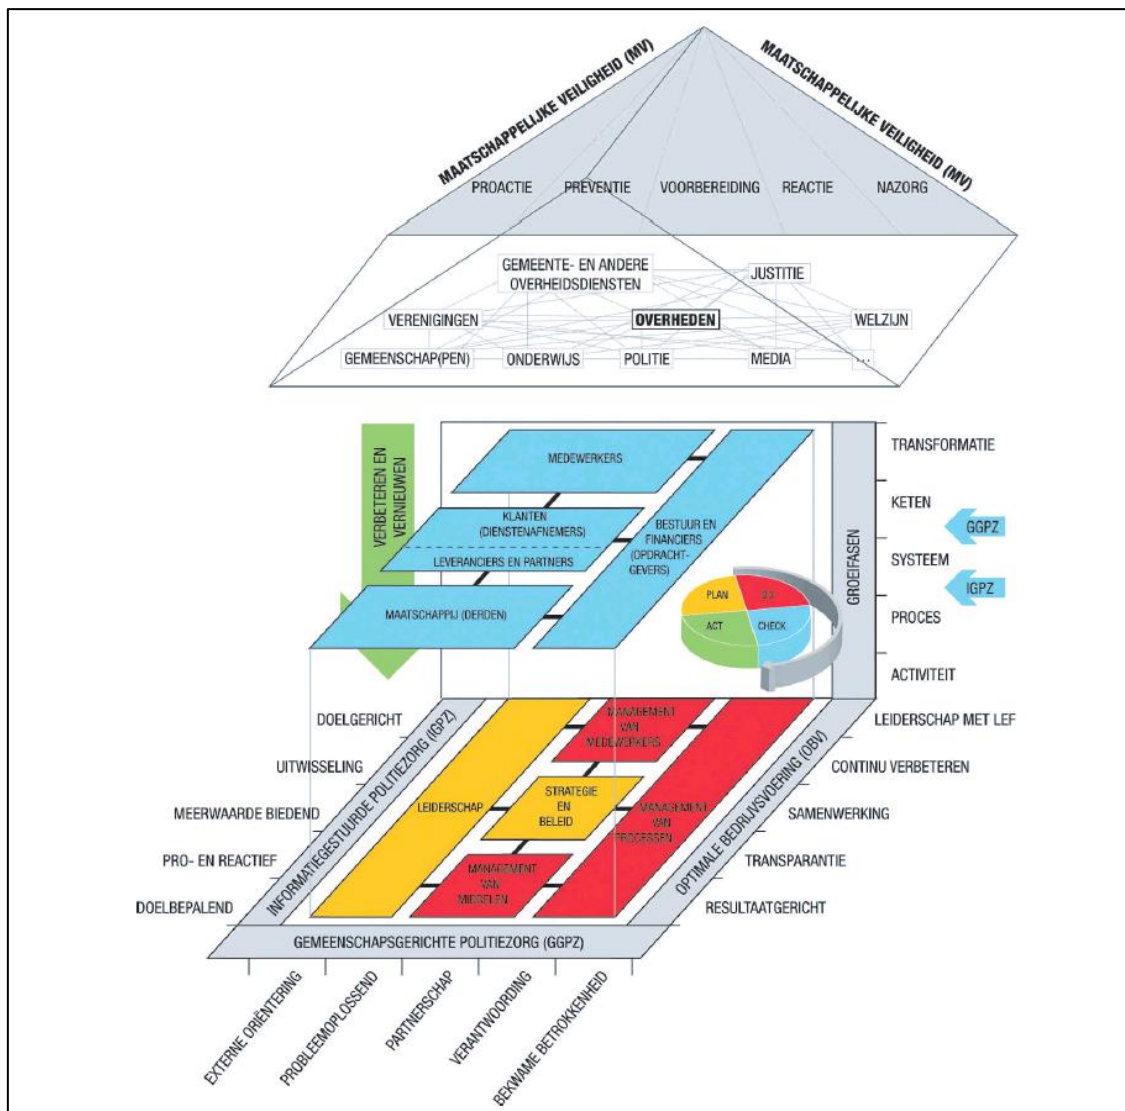 MAATSCHAPPELIJKE VEILIGHEID (MV)
MAATSCHAPPELIJKE VEILIGHEID (MV)
PROACTIE
PREVENTIE
VOORBEREIDING
REACTIE
NAZORG
GEMEENTE- EN ANDERE
OVERHEIDSDIENSTEN
JUSTITIE
VERENIGINGEN
OVERHEDEN
WELZIJN
GEMEENSCHAP(PEN)
ONDERWIJS
POLITIE
MEDIA
...
VERBETEREN EN
VERNIEUWEN
MEDEWERKERS
KLANTEN
(DIENSTENAFNEMERS)
LEVERANCIERS EN PARTNERS
MAATSCHAPPIJ (DERDEN)
BESTUUR EN
FINANCIERS
(OPDRACHT-
GEVERS)
PLAN
ACT
CHECK
GROEIFASEN
TRANSFORMATIE
KETEN
GGPZ
SYSTEEM
IGPZ
PROCES
ACTIVITEIT
DOELGERICHT
UITWISSELING
MEERWAARDE BIEDEND
PRO- EN REACTIEF
DOELBEPALEND
INFORMATIEGESTUURDE POLITIEZORG (IGPZ)
LEIDERSCHAP
MANAGEMENT
VAN
MEDEWERKERS
STRATEGIE
EN
BELEID
MANAGEMENT
VAN
MIDDELEN
MANAGEMENT
VAN
PROCESSEN
OPTIMALE BEDRIJFSVOERING (OBV)
LEIDERSCHAP MET LEF
CONTINU VERBETEREN
SAMENWERKING
TRANSPARANTIE
RESULTAATGERICHT
GEMEENSCHAPSGERICHTE POLITIEZORG (GGPZ)
EXTERNE ORIËNTERING
PROBLEEMOPLOSSEND
PARTNERSCHAP
VERANTWOORDING
BEKWAME BETROKKENHEID